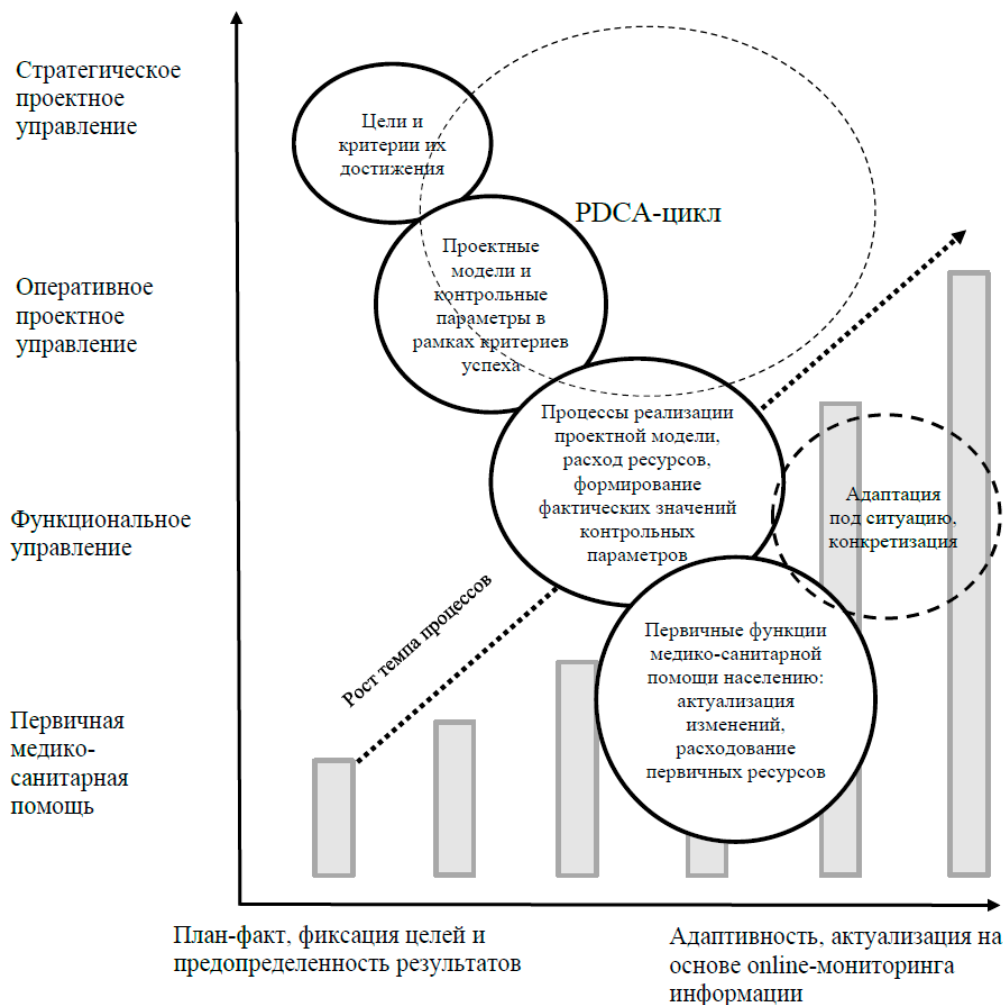 Стратегическое
проектное
управление
Цели и
критерии их
достижения
PDCA-цикл
Оперативное
проектное
управление
Проектные
модели и
контрольные
параметры в
рамках критериев
успеха
Функциональное
управление
Процессы реализации
проектной модели,
расход ресурсов,
формирование
фактических значений
контрольных
параметров
Адаптация
под ситуацию,
конкретизация
Рост темпа процессов
Первичная
медико-
санитарная
помощь
Первичные функции
медико-санитарной
помощи населению:
актуализация
изменений,
расходование
первичных ресурсов
План-факт, фиксация целей и
предопределенность результатов
Адаптивность, актуализация на
основе online-мониторинга
информации